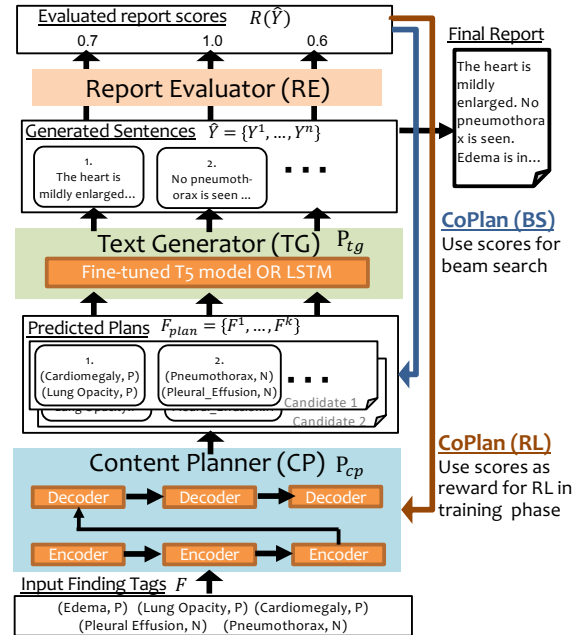 Evaluated report scores R(Ŷ)
0.7 1.0 0.6
Report Evaluator (RE)
Generated Sentences Ŷ = {Y¹, ..., Yⁿ}
1.
The heart is
mildly enlarged...
2.
No pneumoth-
orax is seen ...
...
Final Report
The heart is
mildly
enlarged. No
pneumothora
x is seen.
Edema is in...
Text Generator (TG) P_tg
Fine-tuned T5 model OR LSTM
CoPlan (BS)
Use scores for
beam search
Predicted Plans F_plan = {F¹, ..., Fᵏ}
1.
(Cardiomegaly, P)
(Lung Opacity, P)
2.
(Pneumothorax, N)
(Pleural_Effusion, N)
...
Candidate 1
Candidate 2
CoPlan (RL)
Use scores as
reward for RL in
training phase
Content Planner (CP) P_cp
Decoder Decoder Decoder
Encoder Encoder Encoder
Input Finding Tags F
(Edema, P) (Lung Opacity, P) (Cardiomegaly, P)
(Pleural Effusion, N) (Pneumothorax, N)